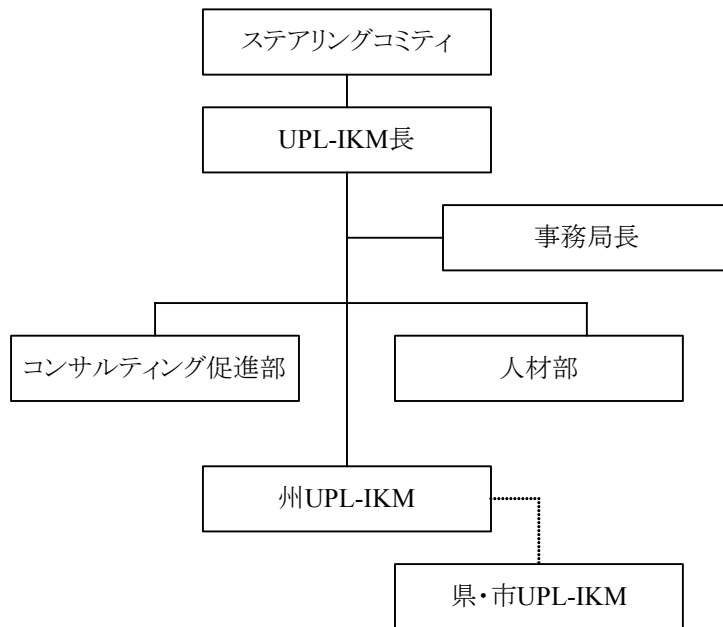 ステアリングコミティ
UPL-IKM長
事務局長
コンサルティング促進部
人材部
州UPL-IKM
県・市UPL-IKM